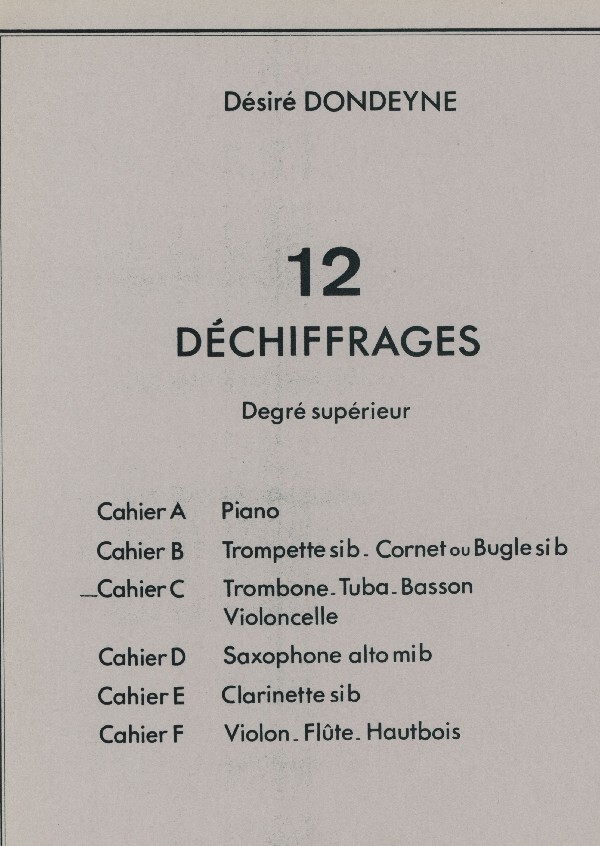 Désiré DONDEYNE
12
DÉCHIFFRAGES
Degré supérieur
Cahier A Piano
Cahier B Trompette si b - Cornet ou Bugle si b
Cahier C Trombone - Tuba - Basson
Violoncelle
Cahier D Saxophone alto mi b
Cahier E Clarinette si b
Cahier F Violon - Flûte - Hautbois